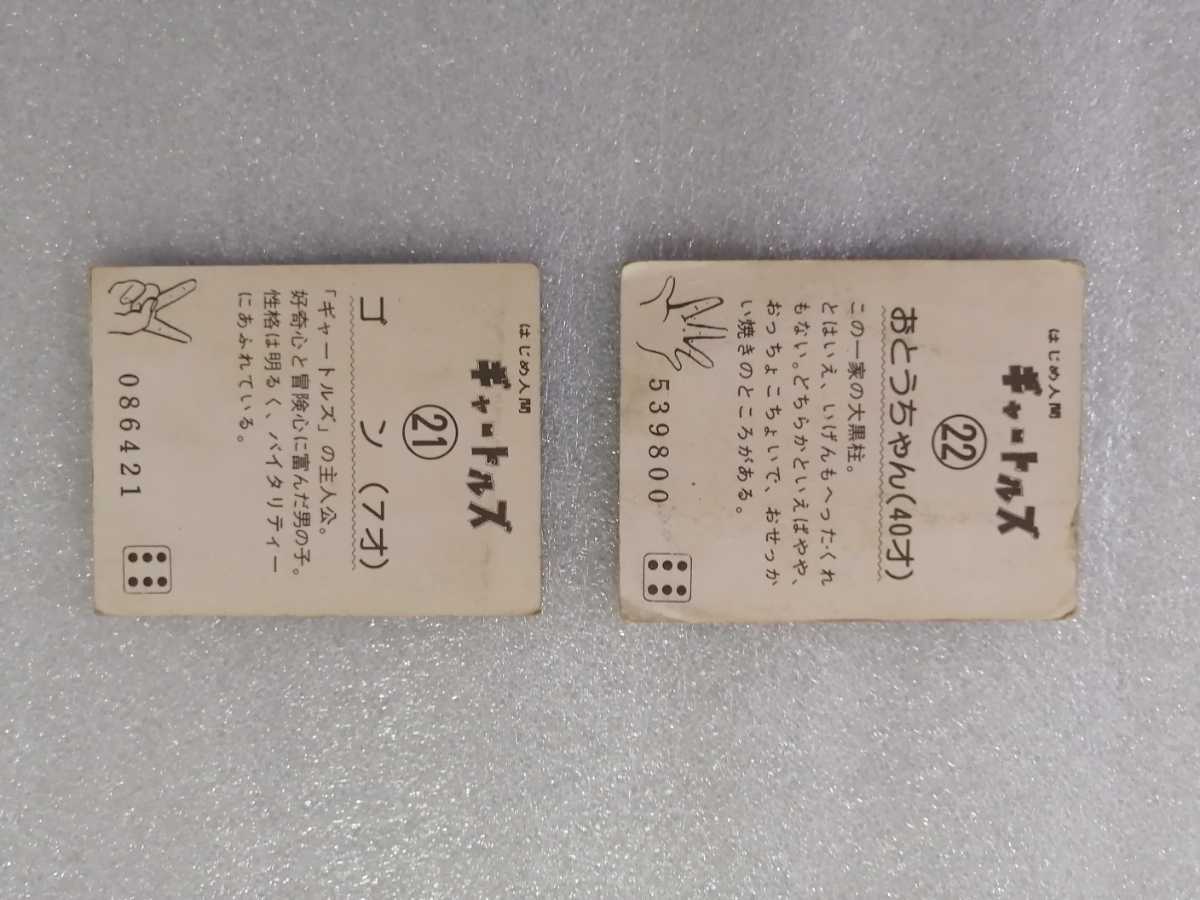 はじめ人間
ギャートルズ
21
ゴン(7才)
「ギャートルズ」の主人公。
好奇心と冒険心に富んだ男の子。
性格は明るく、バイタリティー
にあふれている。
086421
はじめ人間
ギャートルズ
22
おとうちゃん(40才)
この一家の大黒柱。
とはいえ、いげんもへったくれ
もない。どちらかといえばやや、
おっちょこちょいで、おせっか
い焼きのところがある。
539800